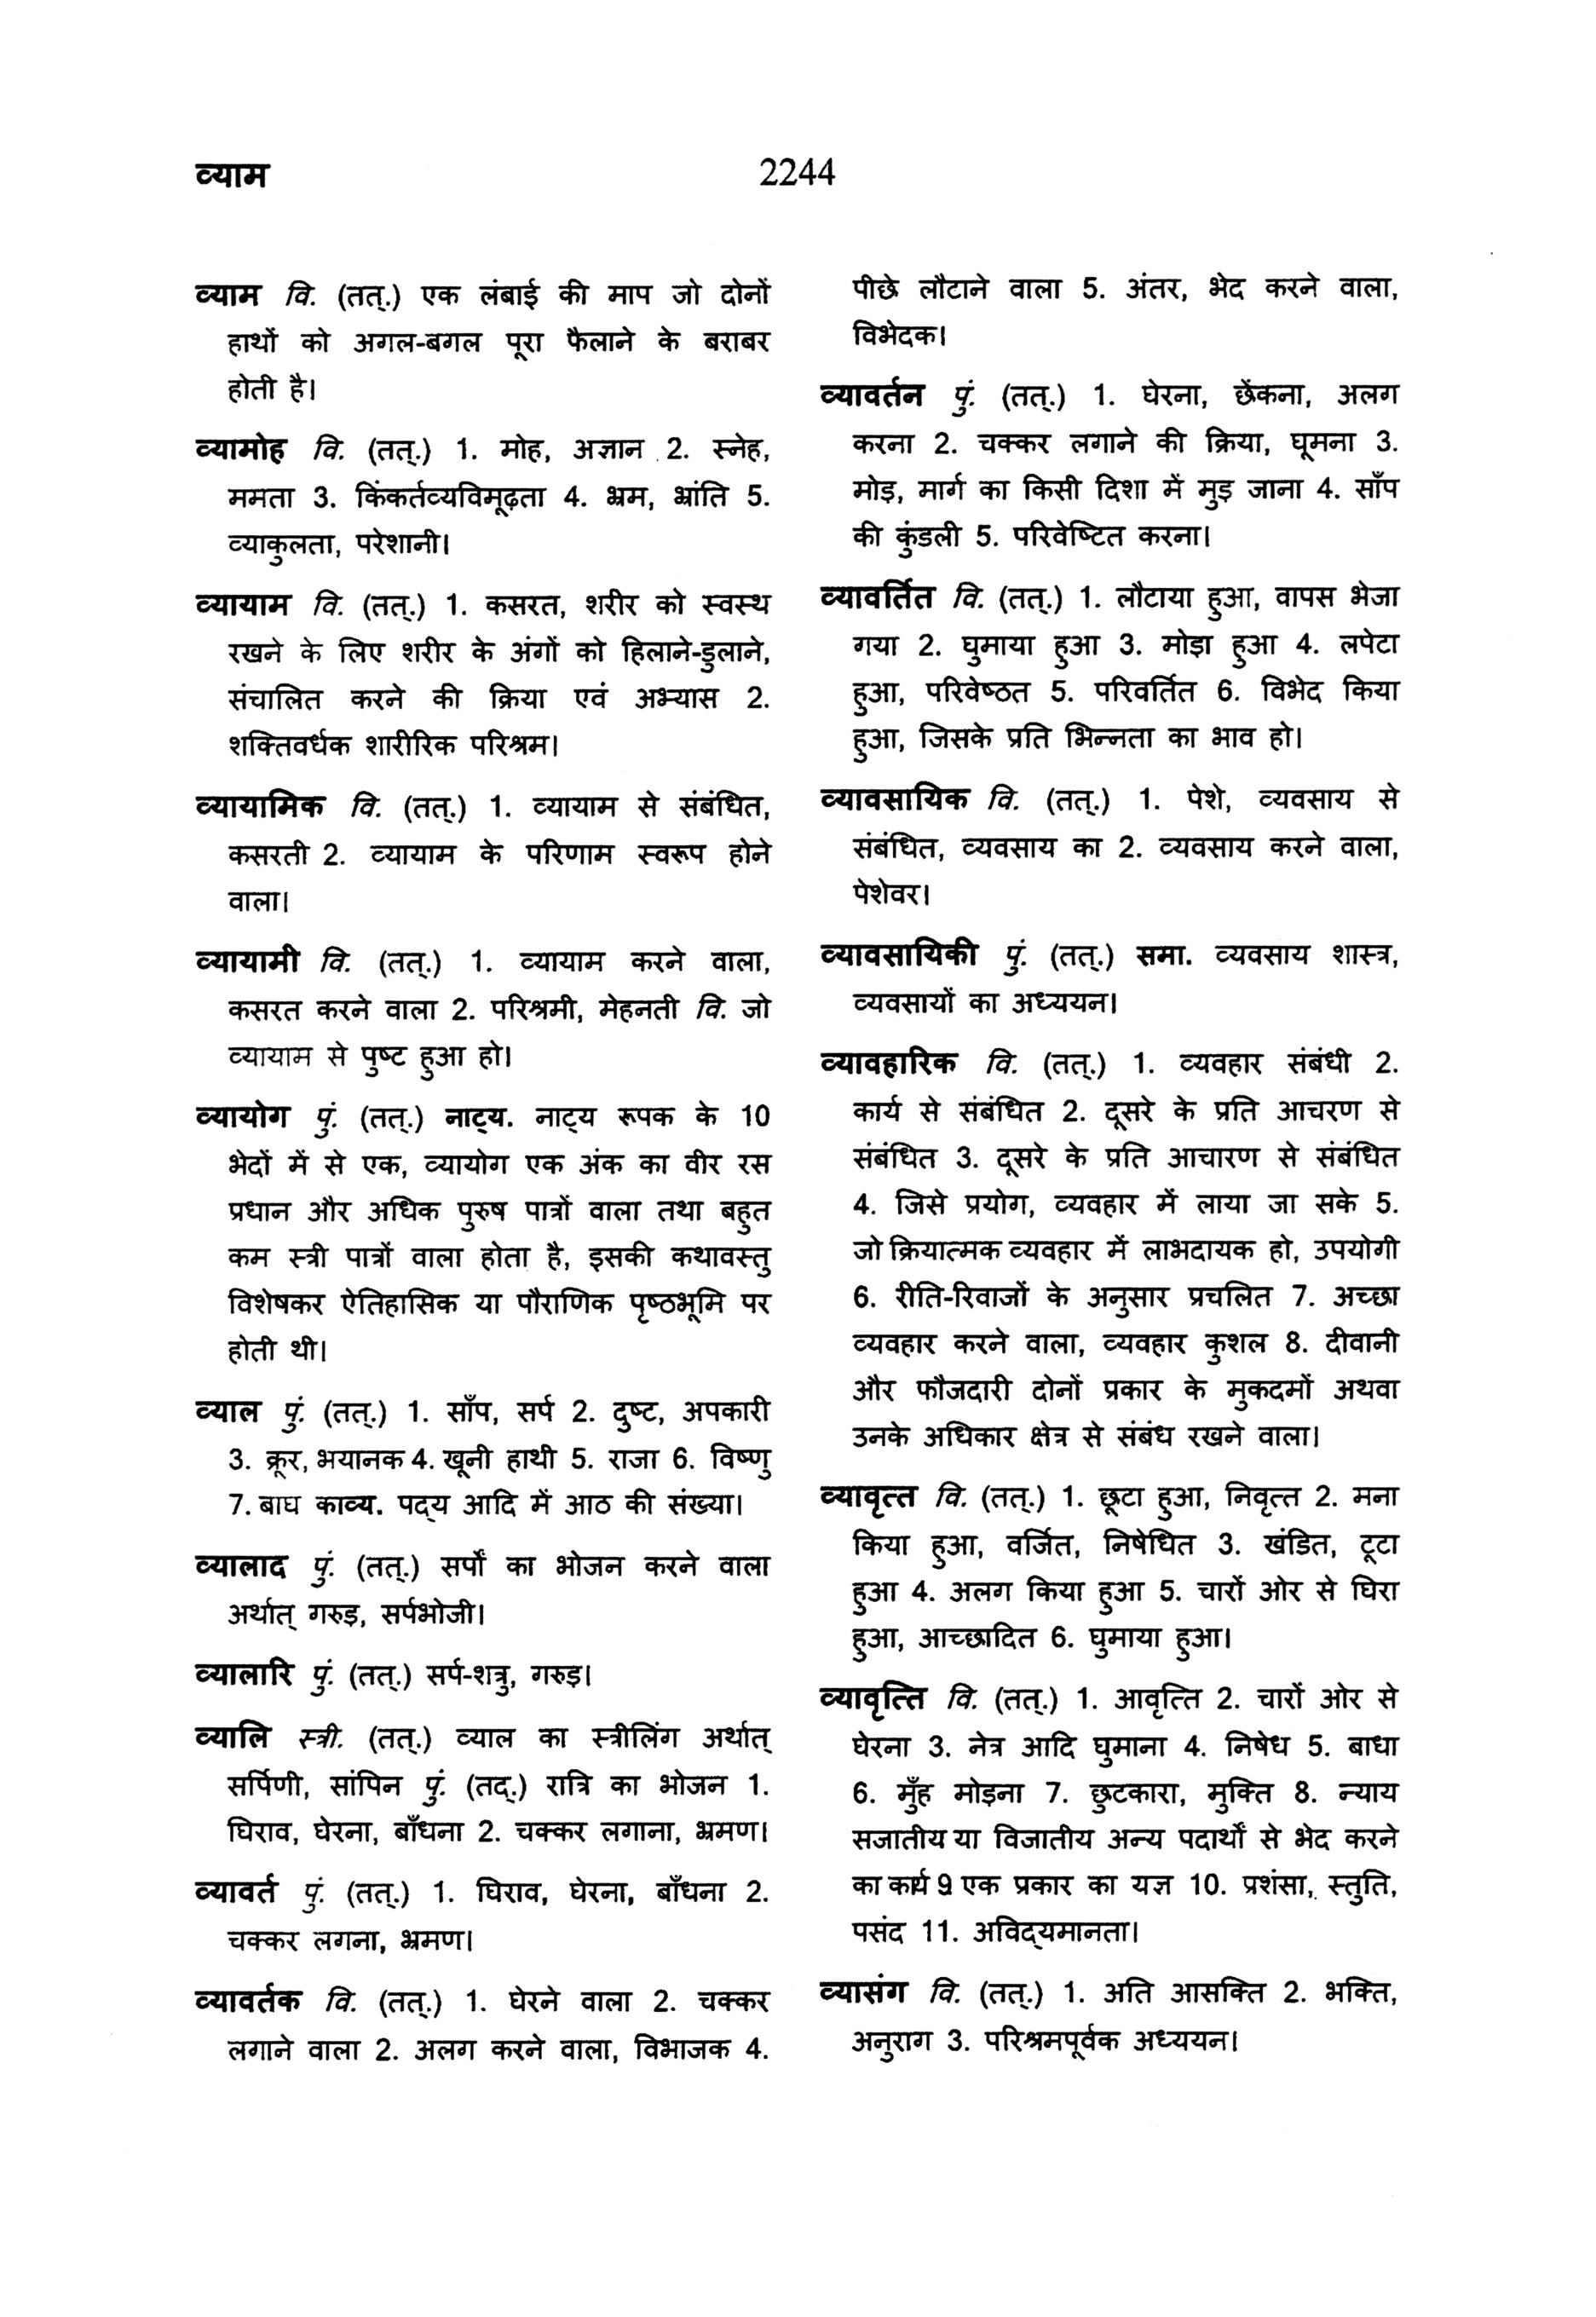 व्याम
2244
व्याम वि. (तत्.) एक लंबाई की माप जो दोनों
हाथों को अगल-बगल पूरा फैलाने के बराबर
होती है।
व्यामोह वि. (तत्.) 1. मोह, अज्ञान 2. स्नेह,
ममता 3. किंकर्तव्यविमूढ़ता 4. भ्रम, भ्रांति 5.
व्याकुलता, परेशानी।
व्यायाम वि. (तत्.) 1. कसरत, शरीर को स्वस्थ
रखने के लिए शरीर के अंगों को हिलाने-डुलाने,
संचालित करने की क्रिया एवं अभ्यास 2.
शक्तिवर्धक शारीरिक परिश्रम।
व्यायामिक वि. (तत्.) 1. व्यायाम से संबंधित,
कसरती 2. व्यायाम के परिणाम स्वरूप होने
वाला।
व्यायामी वि. (तत्.) 1. व्यायाम करने वाला,
कसरत करने वाला 2. परिश्रमी, मेहनती वि. जो
व्यायाम से पुष्ट हुआ हो।
व्यायोग पुं. (तत्.) नाट्य. नाट्य रूपक के 10
भेदों में से एक, व्यायोग एक अंक का वीर रस
प्रधान और अधिक पुरुष पात्रों वाला तथा बहुत
कम स्त्री पात्रों वाला होता है, इसकी कथावस्तु
विशेषकर ऐतिहासिक या पौराणिक पृष्ठभूमि पर
होती थी।
व्याल पुं. (तत्.) 1. साँप, सर्प 2. दुष्ट, अपकारी
3. क्रूर, भयानक 4. खूनी हाथी 5. राजा 6. विष्णु
7. बाघ काव्य. पद्य आदि में आठ की संख्या।
व्यालाद पुं. (तत्.) सर्पों का भोजन करने वाला
अर्थात् गरुड़, सर्पभोजी।
व्यालारि पुं. (तत्.) सर्प-शत्रु, गरुड़।
व्यालि स्त्री. (तत्.) व्याल का स्त्रीलिंग अर्थात्
सर्पिणी, सांपिन पुं. (तद्.) रात्रि का भोजन 1.
घिराव, घेरना, बाँधना 2. चक्कर लगाना, भ्रमण।
व्यावर्त पुं. (तत्.) 1. घिराव, घेरना, बाँधना 2.
चक्कर लगना, भ्रमण।
व्यावर्तक वि. (तत्.) 1. घेरने वाला 2. चक्कर
लगाने वाला 2. अलग करने वाला, विभाजक 4.
पीछे लौटाने वाला 5. अंतर, भेद करने वाला,
विभेदक।
व्यावर्तन पुं. (तत्.) 1. घेरना, छेंकना, अलग
करना 2. चक्कर लगाने की क्रिया, घूमना 3.
मोड़, मार्ग का किसी दिशा में मुड़ जाना 4. साँप
की कुंडली 5. परिवेष्टित करना।
व्यावर्तित वि. (तत्.) 1. लौटाया हुआ, वापस भेजा
गया 2. घुमाया हुआ 3. मोड़ा हुआ 4. लपेटा
हुआ, परिवेष्ठत 5. परिवर्तित 6. विभेद किया
हुआ, जिसके प्रति भिन्नता का भाव हो।
व्यावसायिक वि. (तत्.) 1. पेशे, व्यवसाय से
संबंधित, व्यवसाय का 2. व्यवसाय करने वाला,
पेशेवर।
व्यावसायिकी पुं. (तत्.) समा. व्यवसाय शास्त्र,
व्यवसायों का अध्ययन।
व्यावहारिक वि. (तत्.) 1. व्यवहार संबंधी 2.
कार्य से संबंधित 2. दूसरे के प्रति आचरण से
संबंधित 3. दूसरे के प्रति आचारण से संबंधित
4. जिसे प्रयोग, व्यवहार में लाया जा सके 5.
जो क्रियात्मक व्यवहार में लाभदायक हो, उपयोगी
6. रीति-रिवाजों के अनुसार प्रचलित 7. अच्छा
व्यवहार करने वाला, व्यवहार कुशल 8. दीवानी
और फौजदारी दोनों प्रकार के मुकदमों अथवा
उनके अधिकार क्षेत्र से संबंध रखने वाला।
व्यावृत्त वि. (तत्.) 1. छूटा हुआ, निवृत्त 2. मना
किया हुआ, वर्जित, निषेधित 3. खंडित, टूटा
हुआ 4. अलग किया हुआ 5. चारों ओर से घिरा
हुआ, आच्छादित 6. घुमाया हुआ।
व्यावृत्ति वि. (तत्.) 1. आवृत्ति 2. चारों ओर से
घेरना 3. नेत्र आदि घुमाना 4. निषेध 5. बाधा
6. मुँह मोड़ना 7. छुटकारा, मुक्ति 8. न्याय
सजातीय या विजातीय अन्य पदार्थों से भेद करने
का कार्य 9 एक प्रकार का यज्ञ 10. प्रशंसा, स्तुति,
पसंद 11. अविद्यमानता।
व्यासंग वि. (तत्.) 1. अति आसक्ति 2. भक्ति,
अनुराग 3. परिश्रमपूर्वक अध्ययन।